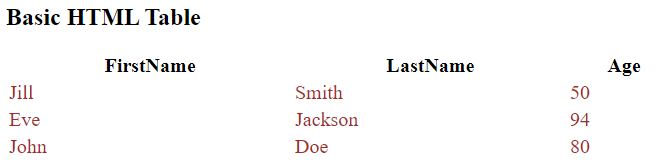 Basic HTML Table
FirstName LastName Age
Jill Smith 50
Eve Jackson 94
John Doe 80